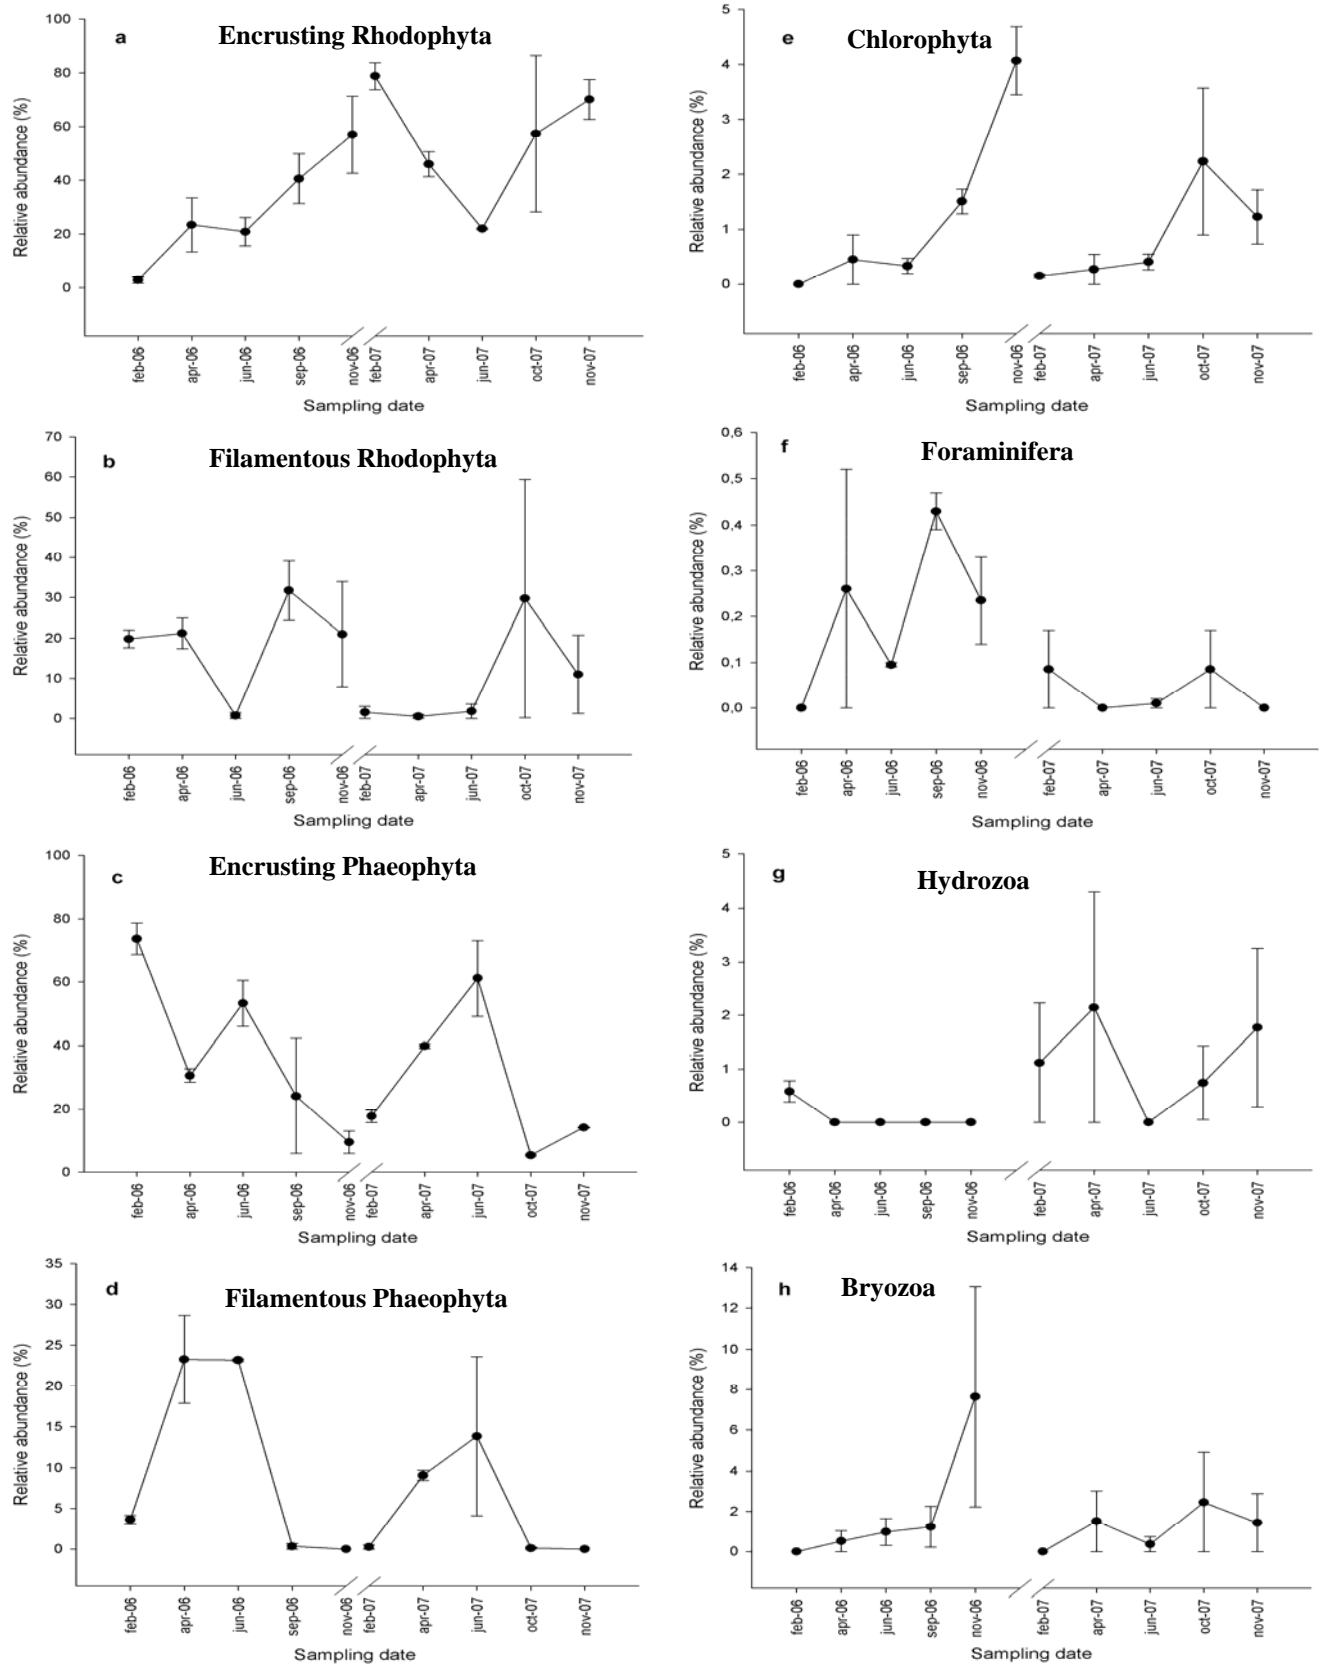 a Encrusting Rhodophyta
Relative abundance (%)
100
80
60
40
20
0
feb-06 apr-06 jun-06 sep-06 nov-06 feb-07 apr-07 jun-07 oct-07 nov-07
Sampling date
b Filamentous Rhodophyta
Relative abundance (%)
70
60
50
40
30
20
10
0
feb-06 apr-06 jun-06 sep-06 nov-06 feb-07 apr-07 jun-07 oct-07 nov-07
Sampling date
c Encrusting Phaeophyta
Relative abundance (%)
100
80
60
40
20
0
feb-06 apr-06 jun-06 sep-06 nov-06 feb-07 apr-07 jun-07 oct-07 nov-07
Sampling date
d Filamentous Phaeophyta
Relative abundance (%)
35
30
25
20
15
10
5
0
feb-06 apr-06 jun-06 sep-06 nov-06 feb-07 apr-07 jun-07 oct-07 nov-07
Sampling date
e Chlorophyta
Relative abundance (%)
5
4
3
2
1
0
feb-06 apr-06 jun-06 sep-06 nov-06 feb-07 apr-07 jun-07 oct-07 nov-07
Sampling date
f Foraminifera
Relative abundance (%)
0,6
0,5
0,4
0,3
0,2
0,1
0,0
feb-06 apr-06 jun-06 sep-06 nov-06 feb-07 apr-07 jun-07 oct-07 nov-07
Sampling date
g Hydrozoa
Relative abundance (%)
5
4
3
2
1
0
feb-06 apr-06 jun-06 sep-06 nov-06 feb-07 apr-07 jun-07 oct-07 nov-07
Sampling date
h Bryozoa
Relative abundance (%)
14
12
10
8
6
4
2
0
feb-06 apr-06 jun-06 sep-06 nov-06 feb-07 apr-07 jun-07 oct-07 nov-07
Sampling date